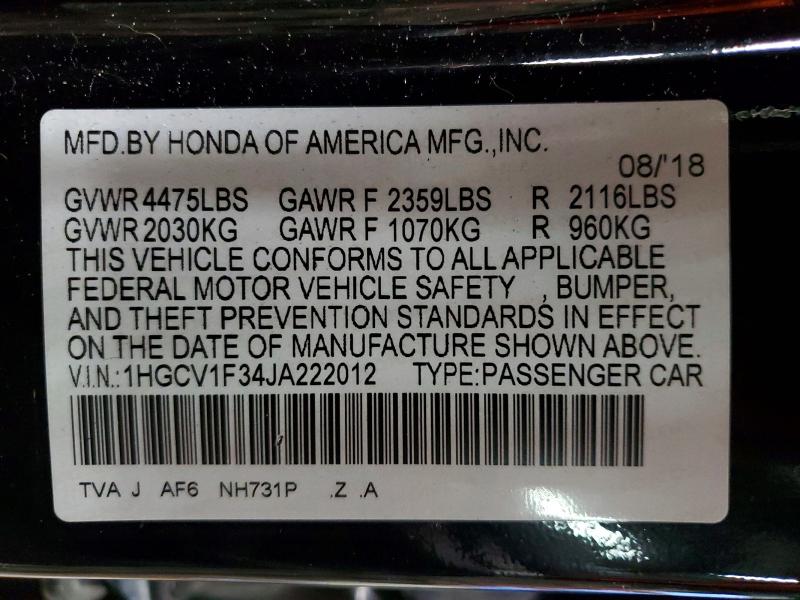 MFD.BY HONDA OF AMERICA MFG.,INC.
08/'18
GVWR 4475LBS GAWR F 2359LBS R 2116LBS
GVWR 2030KG GAWR F 1070KG R 960KG
THIS VEHICLE CONFORMS TO ALL APPLICABLE
FEDERAL MOTOR VEHICLE SAFETY , BUMPER,
AND THEFT PREVENTION STANDARDS IN EFFECT
ON THE DATE OF MANUFACTURE SHOWN ABOVE.
V.I.N.:1HGCV1F34JA222012 TYPE:PASSENGER CAR
TVA J AF6 NH731P .Z .A